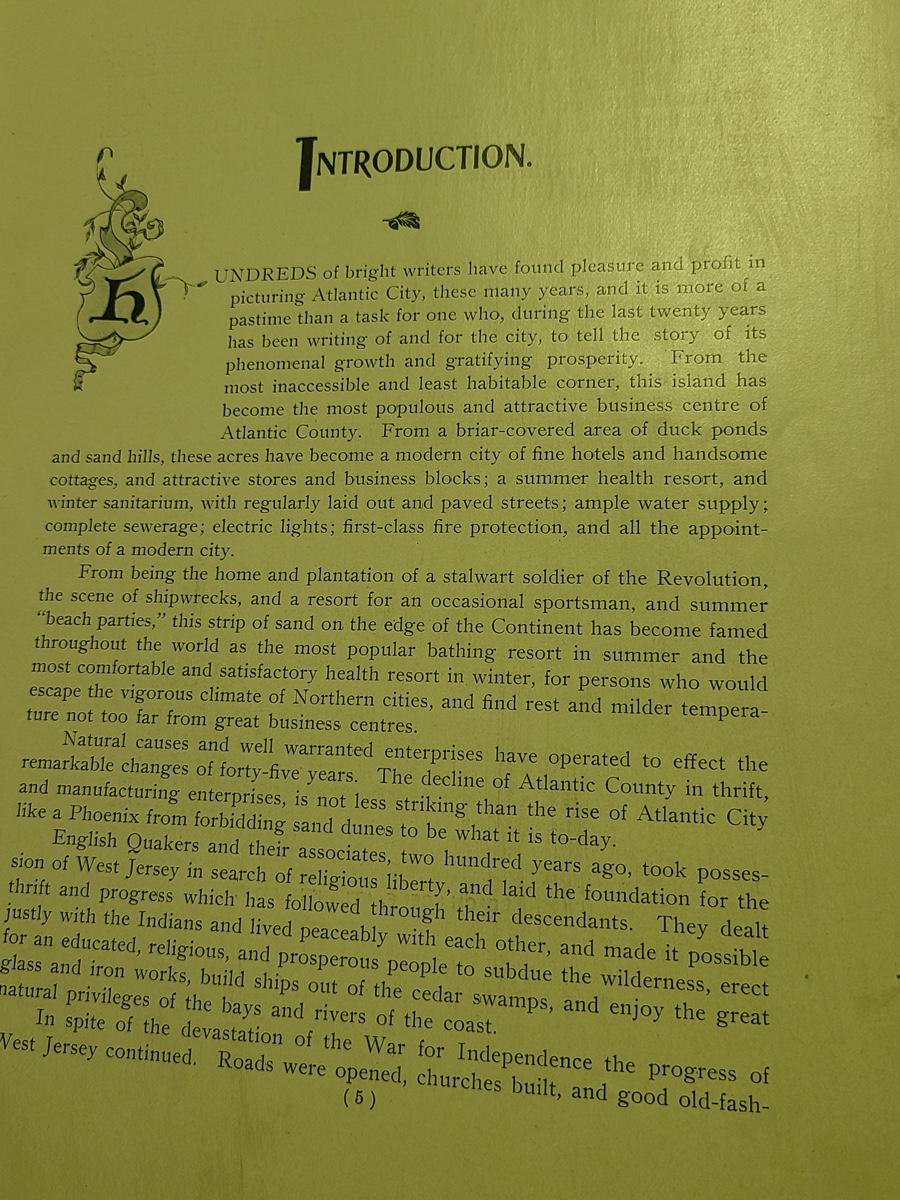 INTRODUCTION.
HUNDREDS of bright writers have found pleasure and profit in
picturing Atlantic City, these many years, and it is more of a
pastime than a task for one who, during the last twenty years
has been writing of and for the city, to tell the story of its
phenomenal growth and gratifying prosperity. From the
most inaccessible and least habitable corner, this island has
become the most populous and attractive business centre of
Atlantic County. From a briar-covered area of duck ponds
and sand hills, these acres have become a modern city of fine hotels and handsome
cottages, and attractive stores and business blocks; a summer health resort, and
winter sanitarium, with regularly laid out and paved streets; ample water supply;
complete sewerage; electric lights; first-class fire protection, and all the appoint-
ments of a modern city.
From being the home and plantation of a stalwart soldier of the Revolution,
the scene of shipwrecks, and a resort for an occasional sportsman, and summer
“beach parties,” this strip of sand on the edge of the Continent has become famed
throughout the world as the most popular bathing resort in summer and the
most comfortable and satisfactory health resort in winter, for persons who would
escape the vigorous climate of Northern cities, and find rest and milder tempera-
ture not too far from great business centres.
Natural causes and well warranted enterprises have operated to effect the
remarkable changes of forty-five years. The decline of Atlantic County in thrift,
and manufacturing enterprises, is not less striking than the rise of Atlantic City
like a Phoenix from forbidding sand dunes to be what it is to-day.
English Quakers and their associates, two hundred years ago, took posses-
sion of West Jersey in search of religious liberty, and laid the foundation for the
thrift and progress which has followed through their descendants. They dealt
justly with the Indians and lived peaceably with each other, and made it possible
for an educated, religious, and prosperous people to subdue the wilderness, erect
glass and iron works, build ships out of the cedar swamps, and enjoy the great
natural privileges of the bays and rivers of the coast.
In spite of the devastation of the War for Independence the progress of
West Jersey continued. Roads were opened, churches built, and good old-fash-
(5)